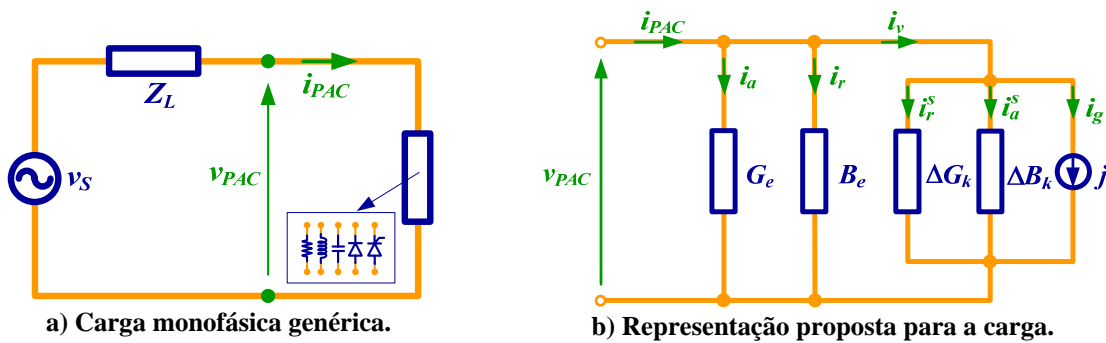 Z_L
i_PAC
v_S
v_PAC
a) Carga monofásica genérica.
i_PAC
i_v
i_a
i_r
i_r^s
i_a^s
i_g
v_PAC
G_e
B_e
ΔG_k
ΔB_k
j
b) Representação proposta para a carga.